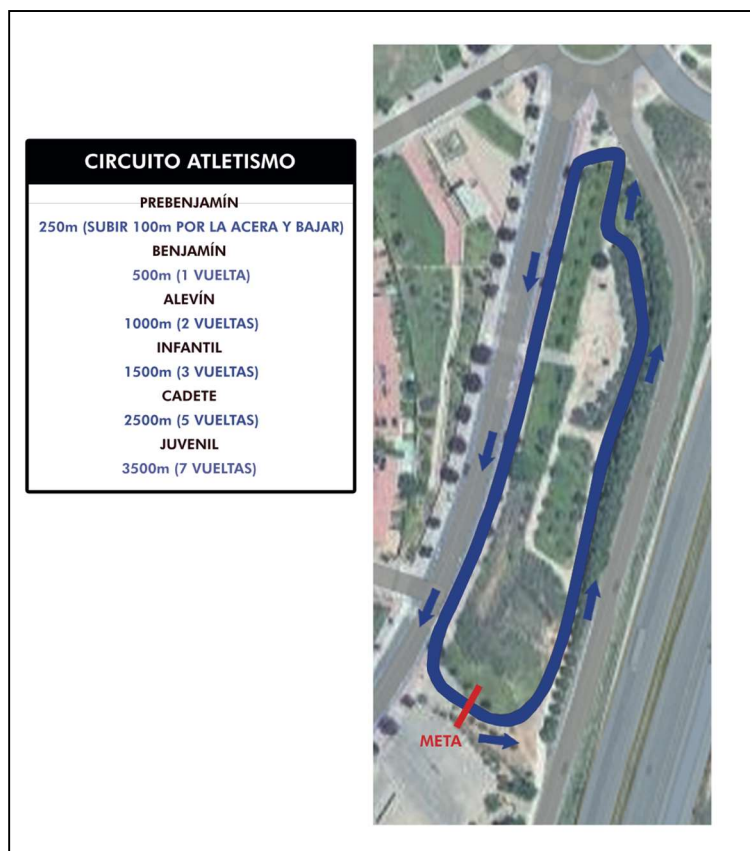 CIRCUITO ATLETISMO
PREBENJAMÍN
250m (SUBIR 100m POR LA ACERA Y BAJAR)
BENJAMÍN
500m (1 VUELTA)
ALEVÍN
1000m (2 VUELTAS)
INFANTIL
1500m (3 VUELTAS)
CADETE
2500m (5 VUELTAS)
JUVENIL
3500m (7 VUELTAS)
META